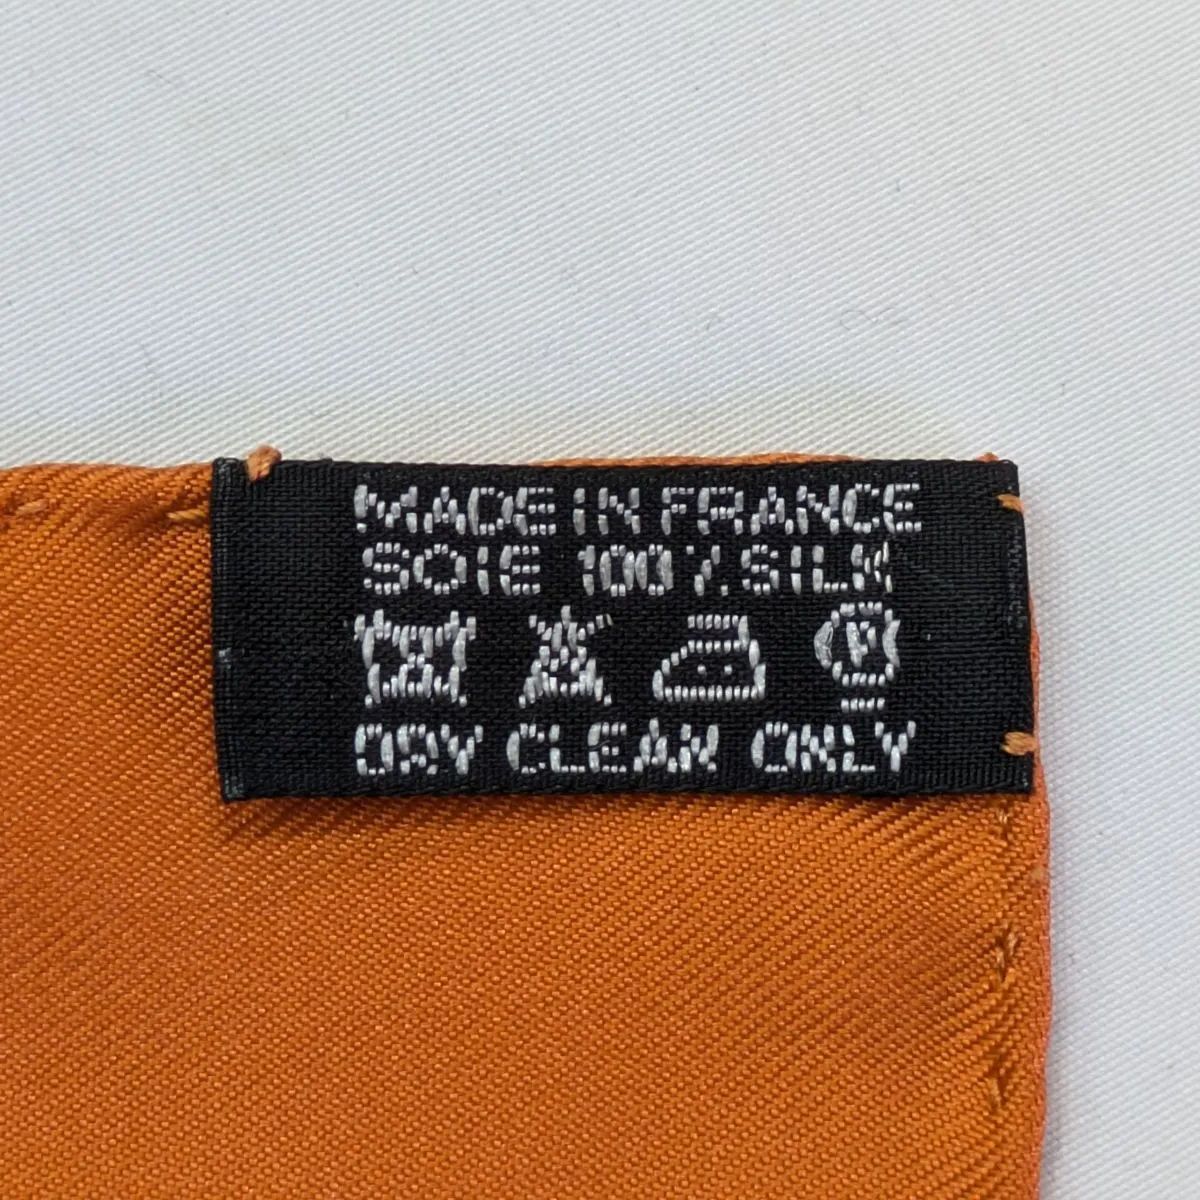 MADE IN FRANCE
SOIE 100% SILK
P
DRY CLEAN ONLY